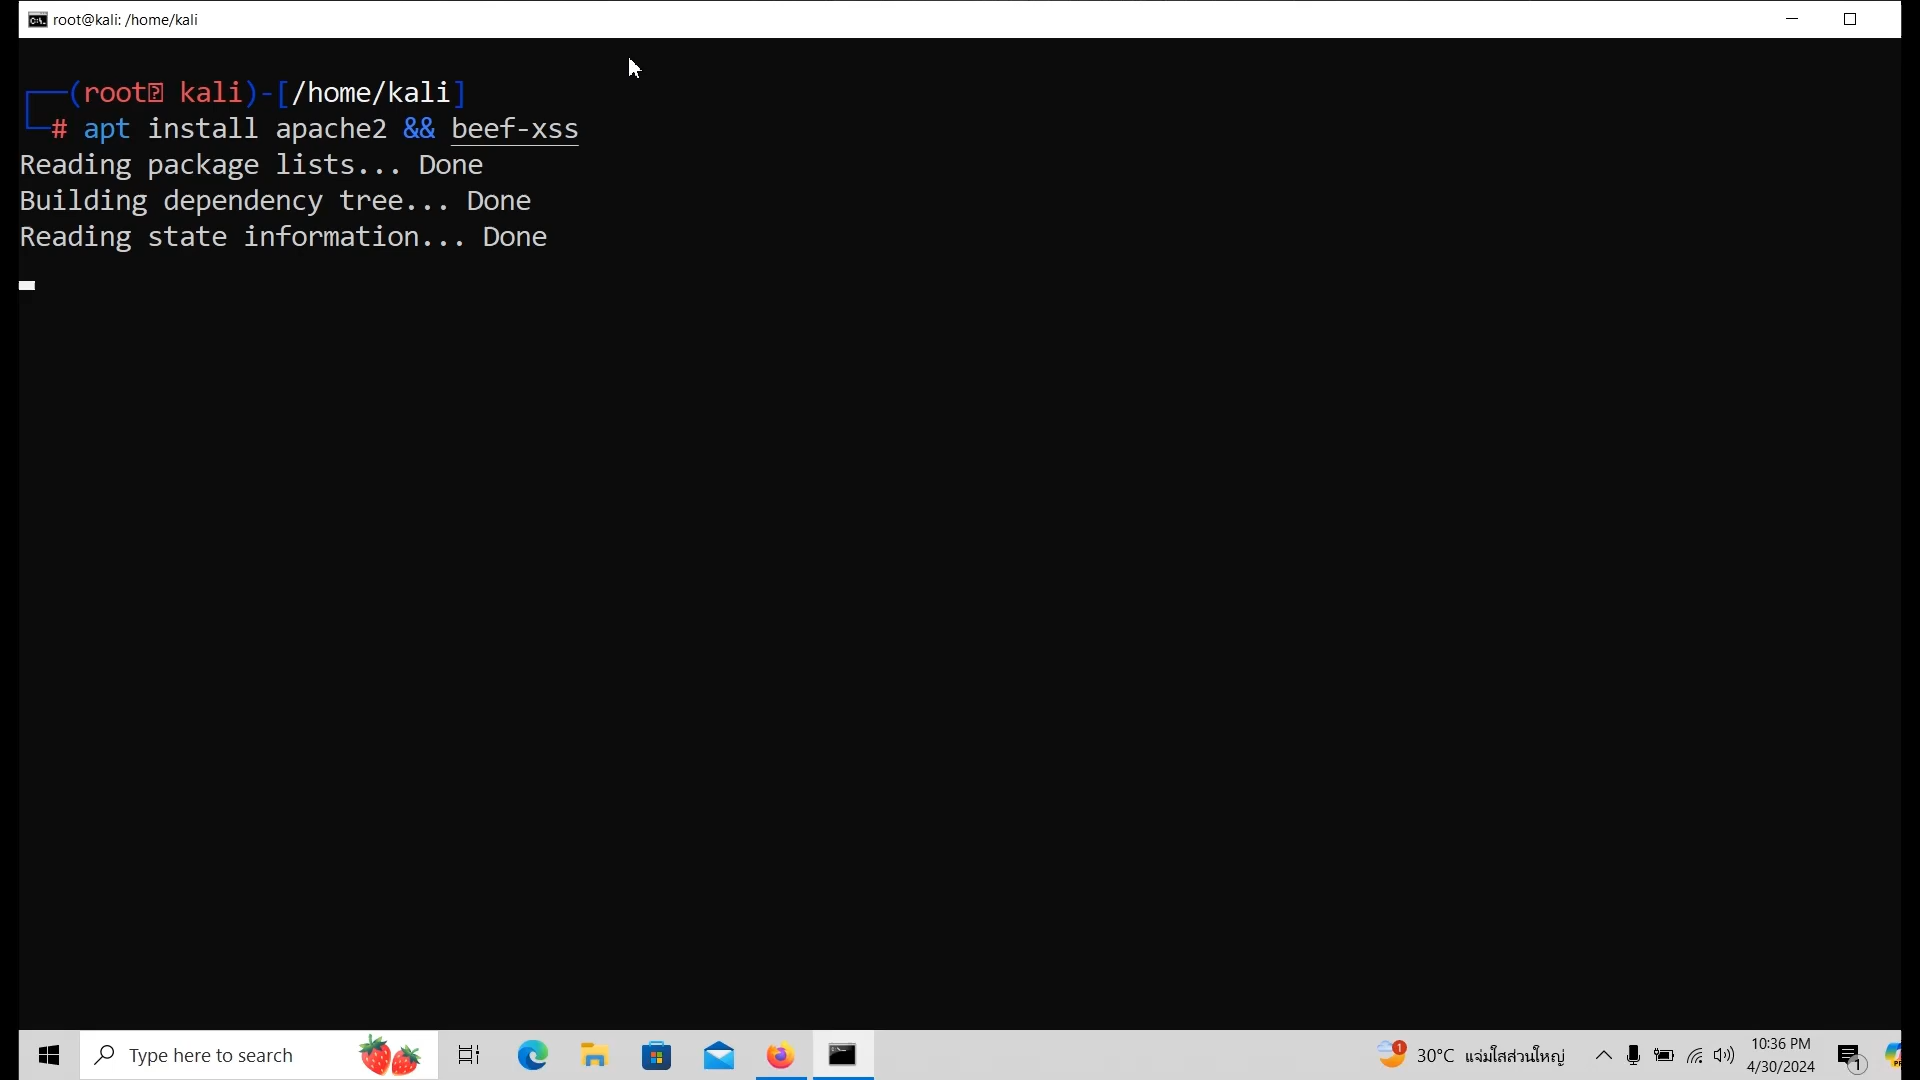 root@kali: /home/kali
┌──(root㉿ kali)-[/home/kali]
└─# apt install apache2 && beef-xss
Reading package lists... Done
Building dependency tree... Done
Reading state information... Done
Type here to search
1
30°C แจ่มใสส่วนใหญ่
10:36 PM
4/30/2024
1